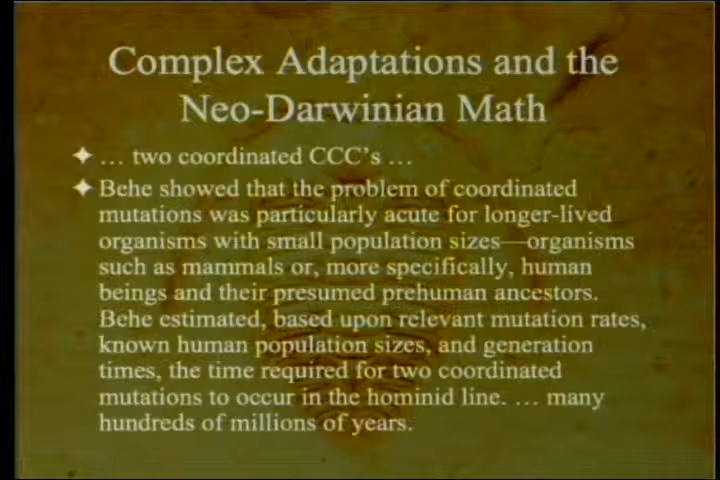 Complex Adaptations and the
Neo-Darwinian Math
… two coordinated CCC's …
Behe showed that the problem of coordinated
mutations was particularly acute for longer-lived
organisms with small population sizes—organisms
such as mammals or, more specifically, human
beings and their presumed prehuman ancestors.
Behe estimated, based upon relevant mutation rates,
known human population sizes, and generation
times, the time required for two coordinated
mutations to occur in the hominid line. … many
hundreds of millions of years.